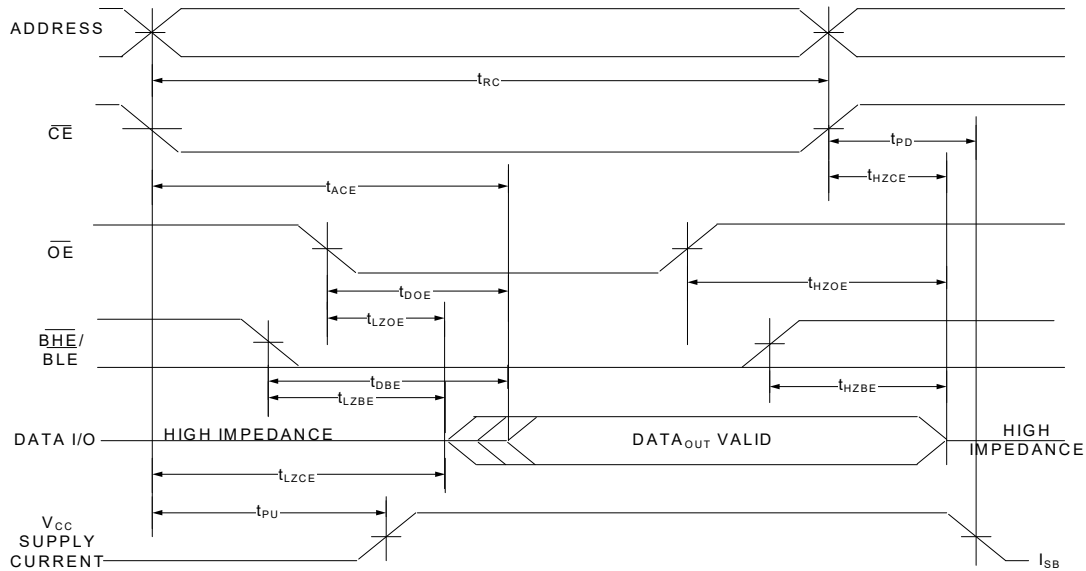 ADDRESS
tRC
CE
tPD
tHZCE
tACE
OE
tHZOE
tDOE
tLZOE
BHE/
BLE
tDBE
tHZBE
tLZBE
DATA I/O
HIGH IMPEDANCE
DATAOUT VALID
HIGH
IMPEDANCE
tLZCE
tPU
VCC
SUPPLY
CURRENT
ISB